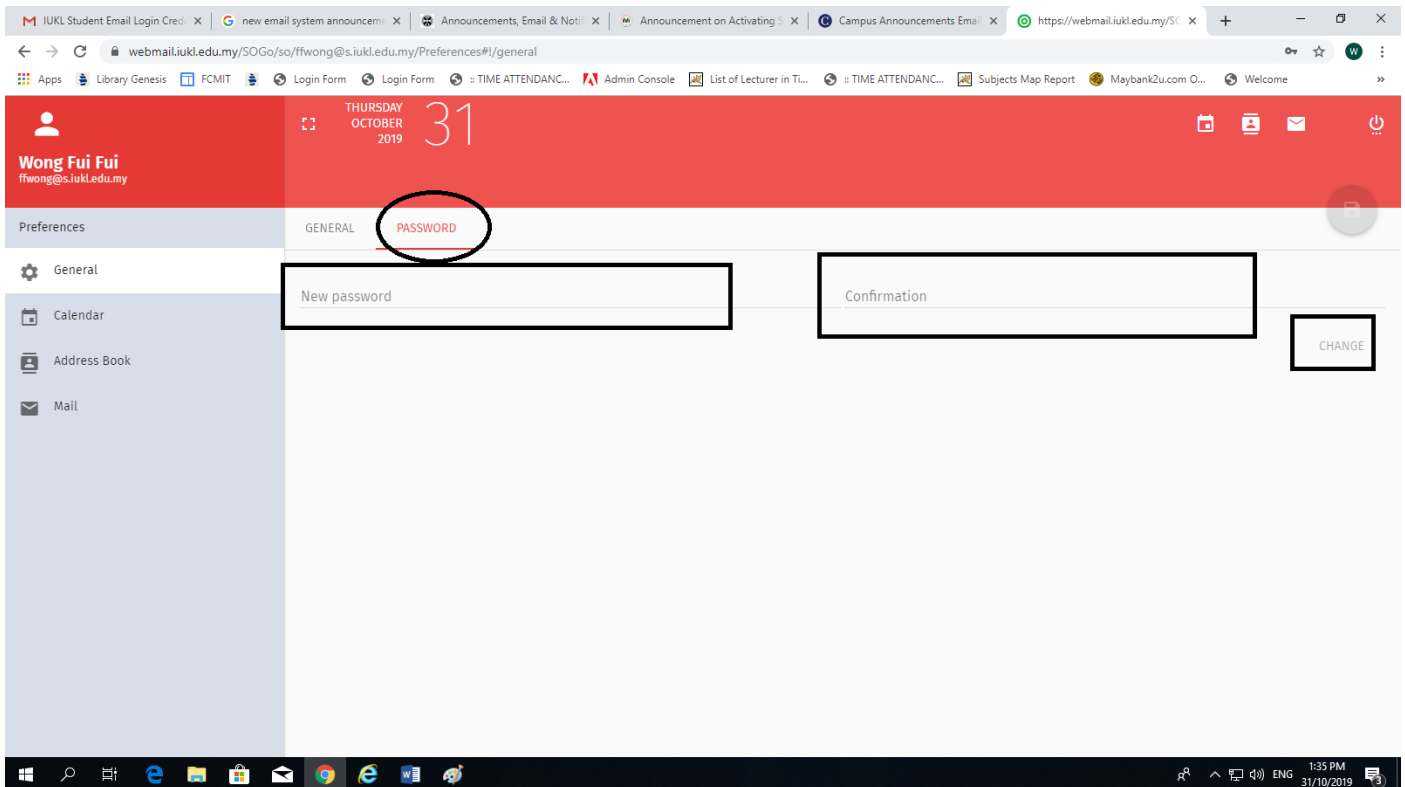 IUKL Student Email Login Cred
new email system announceme
Announcements, Email & Notif
Announcement on Activating S
Campus Announcements Emai
https://webmail.iukl.edu.my/SO
webmail.iukl.edu.my/SOGo/so/ffwong@s.iukl.edu.my/Preferences#!/general
W
Apps
Library Genesis
FCMIT
Login Form
Login Form
:: TIME ATTENDANC...
Admin Console
List of Lecturer in Ti...
:: TIME ATTENDANC...
Subjects Map Report
Maybank2u.com O...
Welcome
»
Wong Fui Fui
ffwong@s.iukl.edu.my
THURSDAY
OCTOBER
2019
31
Preferences
General
Calendar
Address Book
Mail
GENERAL
PASSWORD
New password
Confirmation
CHANGE
ENG
1:35 PM
31/10/2019
3